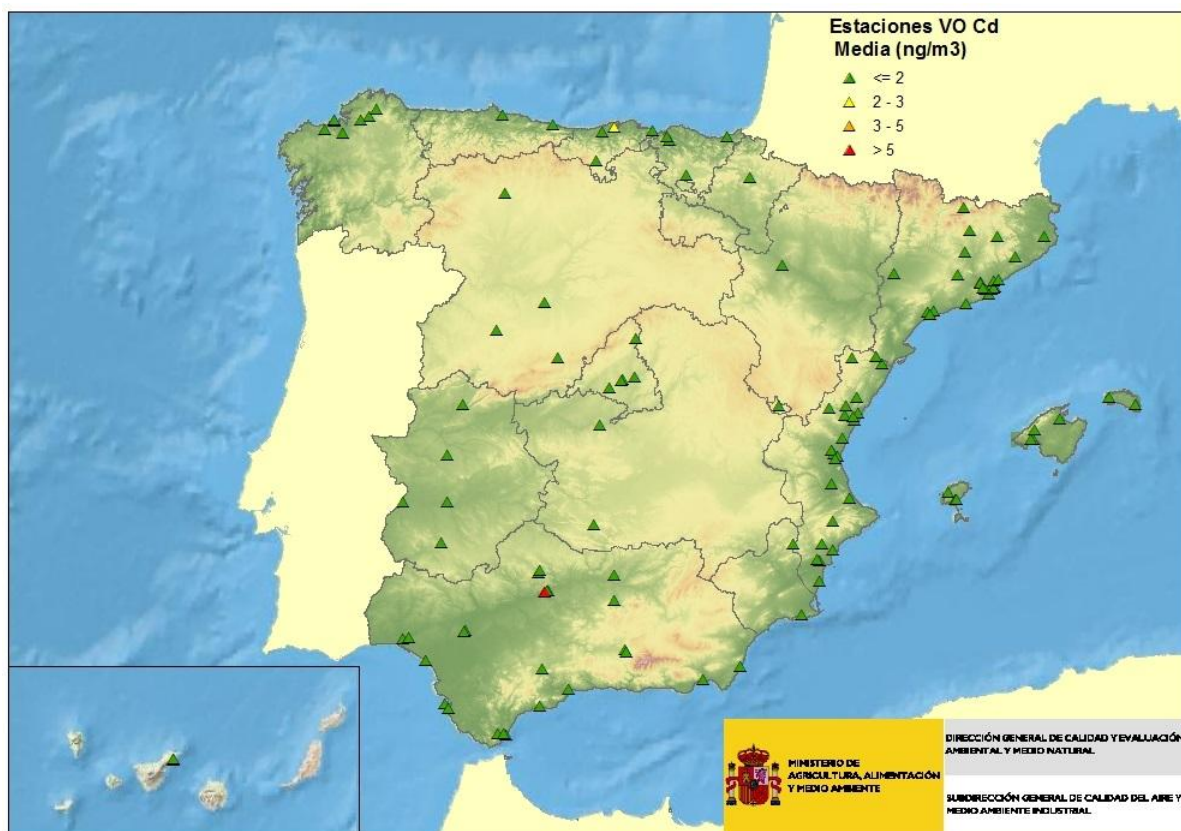 Estaciones VO Cd
Media (ng/m3)
<= 2
2 - 3
3 - 5
> 5
MINISTERIO DE
AGRICULTURA, ALIMENTACIÓN
Y MEDIO AMBIENTE
DIRECCIÓN GENERAL DE CALIDAD Y EVALUACIÓN
AMBIENTAL Y MEDIO NATURAL
SUBDIRECCIÓN GENERAL DE CALIDAD DEL AIRE Y
MEDIO AMBIENTE INDUSTRIAL